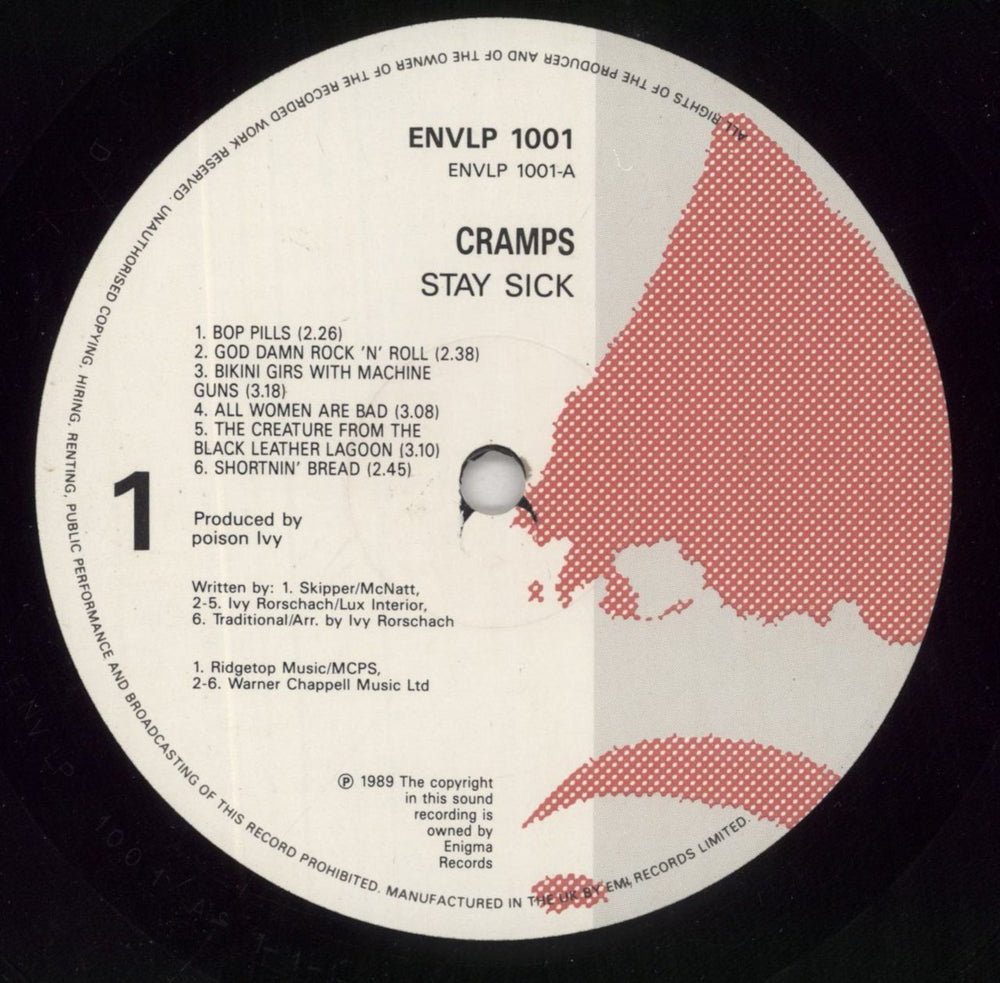 ALL RIGHTS OF THE PRODUCER AND OF THE OWNER OF THE RECORDED WORK RESERVED. UNAUTHORISED COPYING, HIRING, RENTING, PUBLIC PERFORMANCE AND BROADCASTING OF THIS RECORD PROHIBITED. MANUFACTURED IN THE UK BY EMI RECORDS LIMITED.
ENVLP 1001
ENVLP 1001-A
CRAMPS
STAY SICK
1. BOP PILLS (2.26)
2. GOD DAMN ROCK 'N' ROLL (2.38)
3. BIKINI GIRS WITH MACHINE
GUNS (3.18)
4. ALL WOMEN ARE BAD (3.08)
5. THE CREATURE FROM THE
BLACK LEATHER LAGOON (3.10)
6. SHORTNIN' BREAD (2.45)
1
Produced by
poison Ivy
Written by: 1. Skipper/McNatt,
2-5. Ivy Rorschach/Lux Interior,
6. Traditional/Arr. by Ivy Rorschach
1. Ridgetop Music/MCPS,
2-6. Warner Chappell Music Ltd
℗ 1989 The copyright
in this sound
recording is
owned by
Enigma
Records